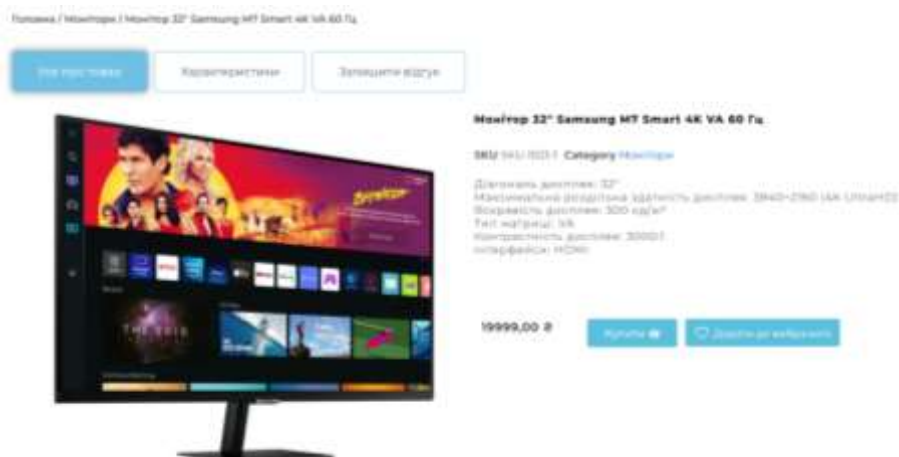 Головна / Монітори / Монітор 32" Samsung M7 Smart 4K VA 60 Гц
Усе про товар
Характеристики
Залишити відгук
Монітор 32" Samsung M7 Smart 4K VA 60 Гц
SKU Category Монітори
Діагональ дисплея: 32"
Максимальна роздільна здатність дисплея: 3840×2160 (4K UltraHD)
Яскравість дисплея: 300 кд/м²
Тип матриці: VA
Контрастність дисплея: 3000:1
Інтерфейси: HDMI
19999,00 ₴
Купити
Додати до вибраного